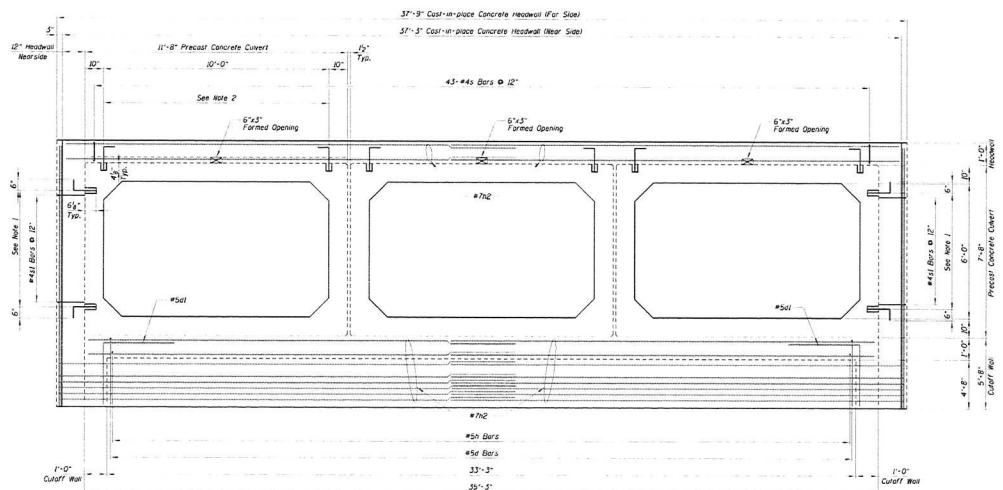 37'-9" Cast-in-place Concrete Headwall (Far Side)
3"
37'-3" Cast-in-place Concrete Headwall (Near Side)
12" Headwall
Nearside
11'-8" Precast Concrete Culvert
1½"
Typ.
10"
10'-0"
10"
43-#4s Bars @ 12"
See Note 2
6"x3"
Formed Opening
6"x3"
Formed Opening
6"x3"
Formed Opening
1'-0"
Headwall
Typ.
10"
6"
6"
6⅛"
Typ.
#7h2
See Note 1
#4s1 Bars @ 12"
#4s1 Bars @ 12"
See Note 1
6'-0"
7'-8"
Precast Concrete Culvert
6"
6"
#5d1
#5d1
10"
1'-0"
4'-8"
5'-8"
Cutoff Wall
#7h2
#5h Bars
#5d Bars
1'-0"
Cutoff Wall
33'-3"
1'-0"
Cutoff Wall
35'-3"